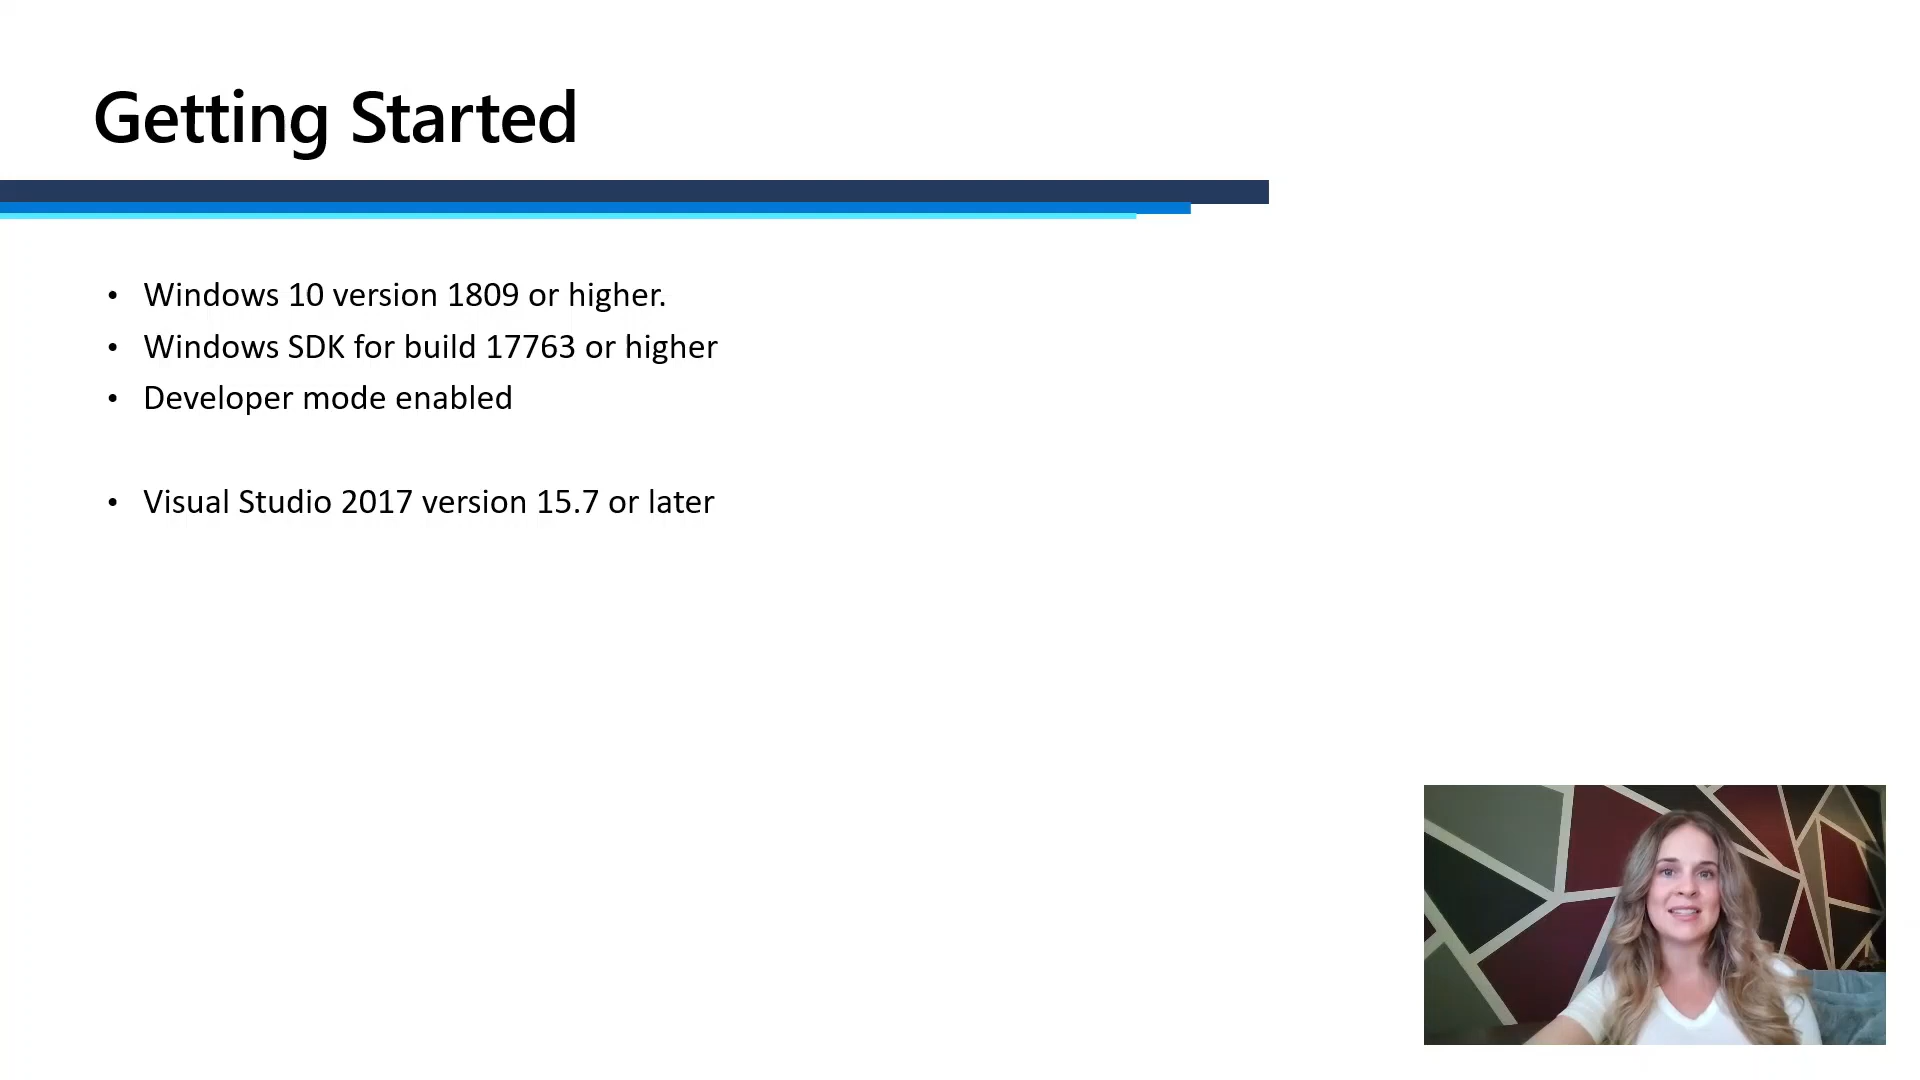 Getting Started
• Windows 10 version 1809 or higher.
• Windows SDK for build 17763 or higher
• Developer mode enabled
• Visual Studio 2017 version 15.7 or later